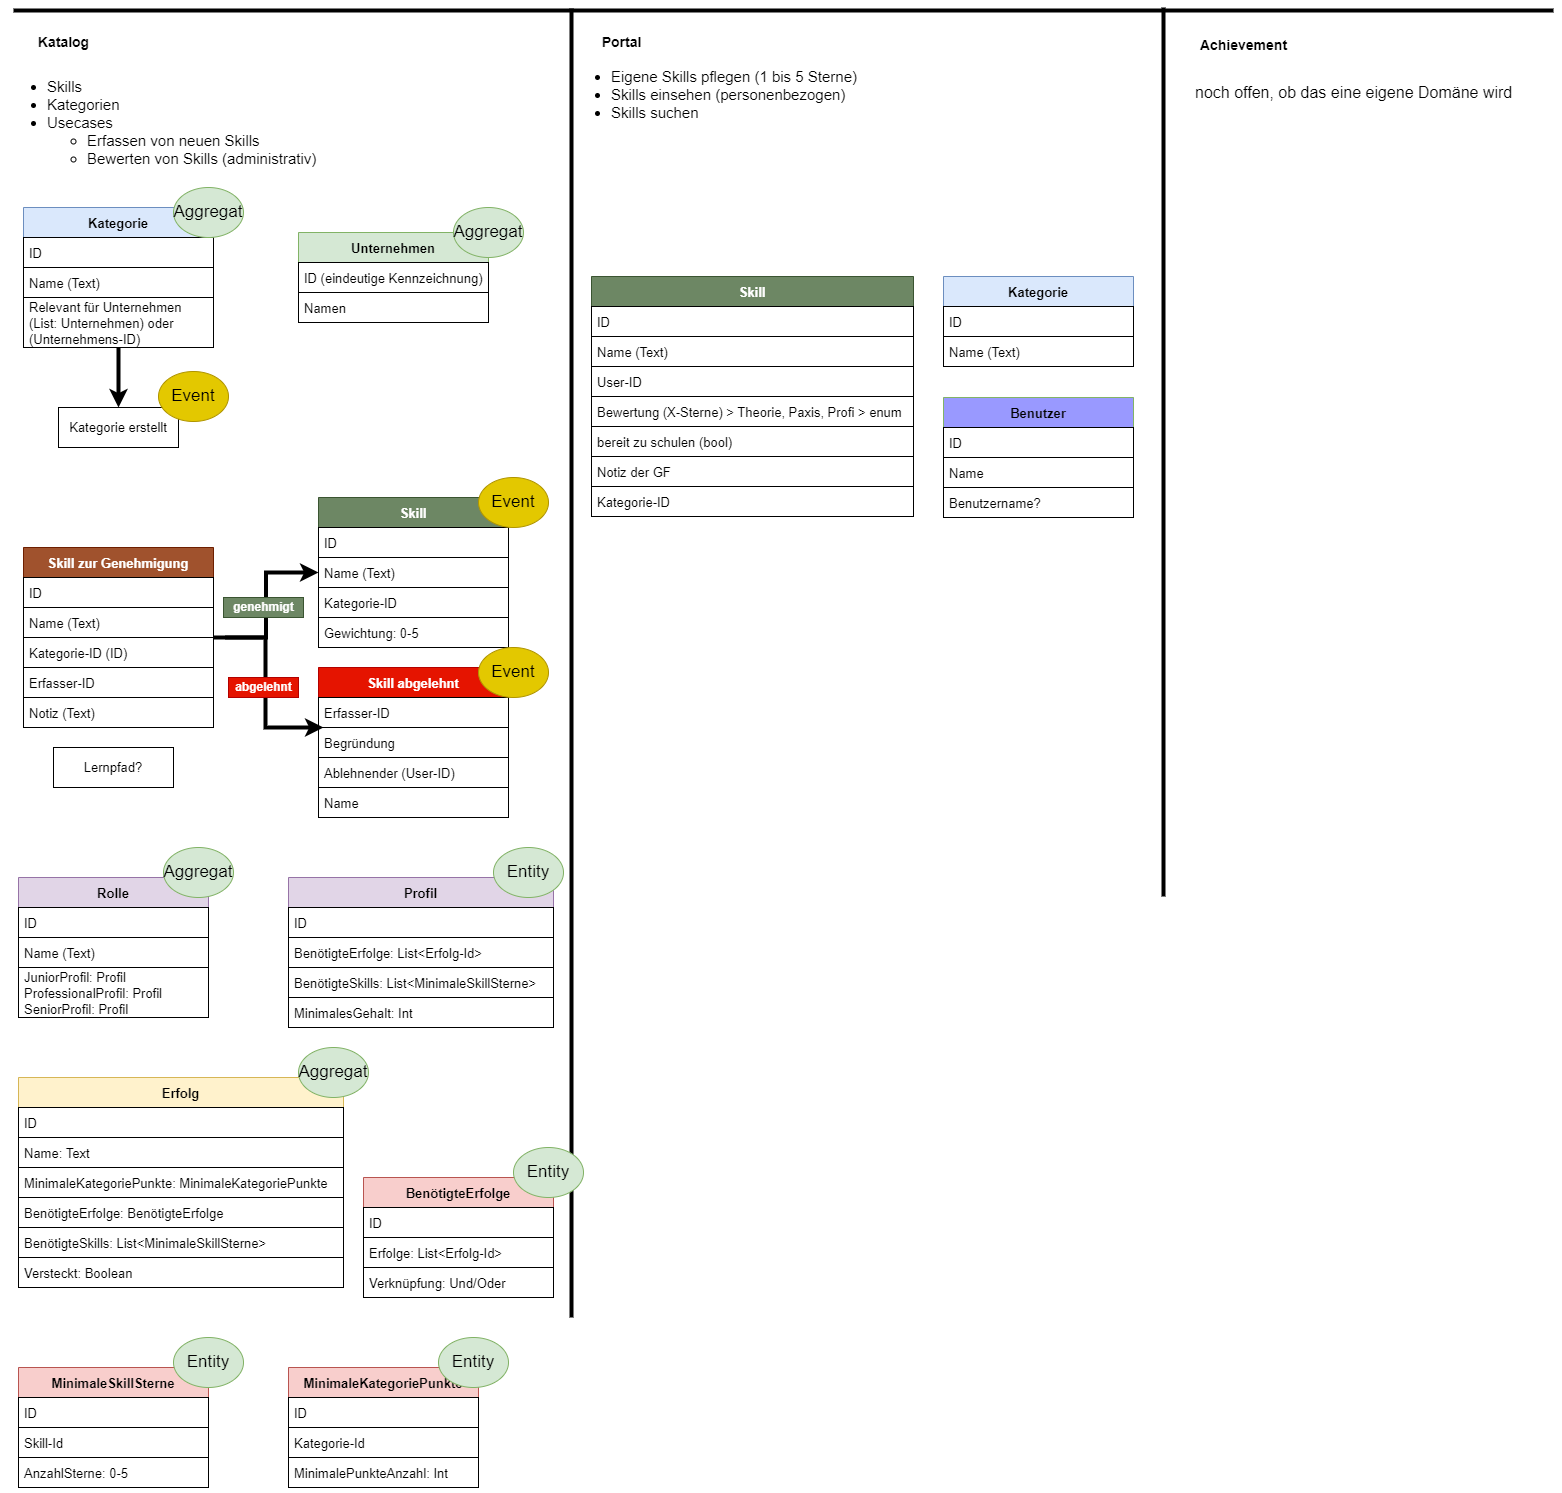 Katalog
Skills
Kategorien
Usecases
Erfassen von neuen Skills
Bewerten von Skills (administrativ)
Aggregat
Kategorie
ID
Name (Text)
Relevant für Unternehmen
(List: Unternehmen) oder
(Unternehmens-ID)
Aggregat
Unternehmen
ID (eindeutige Kennzeichnung)
Namen
Event
Kategorie erstellt
Skill zur Genehmigung
ID
Name (Text)
Kategorie-ID (ID)
Erfasser-ID
Notiz (Text)
genehmigt
abgelehnt
Event
Skill
ID
Name (Text)
Kategorie-ID
Gewichtung: 0-5
Event
Skill abgelehnt
Erfasser-ID
Begründung
Ablehnender (User-ID)
Name
Lernpfad?
Aggregat
Rolle
ID
Name (Text)
JuniorProfil: Profil
ProfessionalProfil: Profil
SeniorProfil: Profil
Entity
Profil
ID
BenötigteErfolge: List<Erfolg-Id>
BenötigteSkills: List<MinimaleSkillSterne>
MinimalesGehalt: Int
Aggregat
Erfolg
ID
Name: Text
MinimaleKategoriePunkte: MinimaleKategoriePunkte
BenötigteErfolge: BenötigteErfolge
BenötigteSkills: List<MinimaleSkillSterne>
Versteckt: Boolean
Entity
BenötigteErfolge
ID
Erfolge: List<Erfolg-Id>
Verknüpfung: Und/Oder
Entity
MinimaleSkillSterne
ID
Skill-Id
AnzahlSterne: 0-5
Entity
MinimaleKategoriePunkte
ID
Kategorie-Id
MinimalePunkteAnzahl: Int
Portal
Eigene Skills pflegen (1 bis 5 Sterne)
Skills einsehen (personenbezogen)
Skills suchen
Skill
ID
Name (Text)
User-ID
Bewertung (X-Sterne) > Theorie, Paxis, Profi > enum
bereit zu schulen (bool)
Notiz der GF
Kategorie-ID
Kategorie
ID
Name (Text)
Benutzer
ID
Name
Benutzername?
Achievement
noch offen, ob das eine eigene Domäne wird